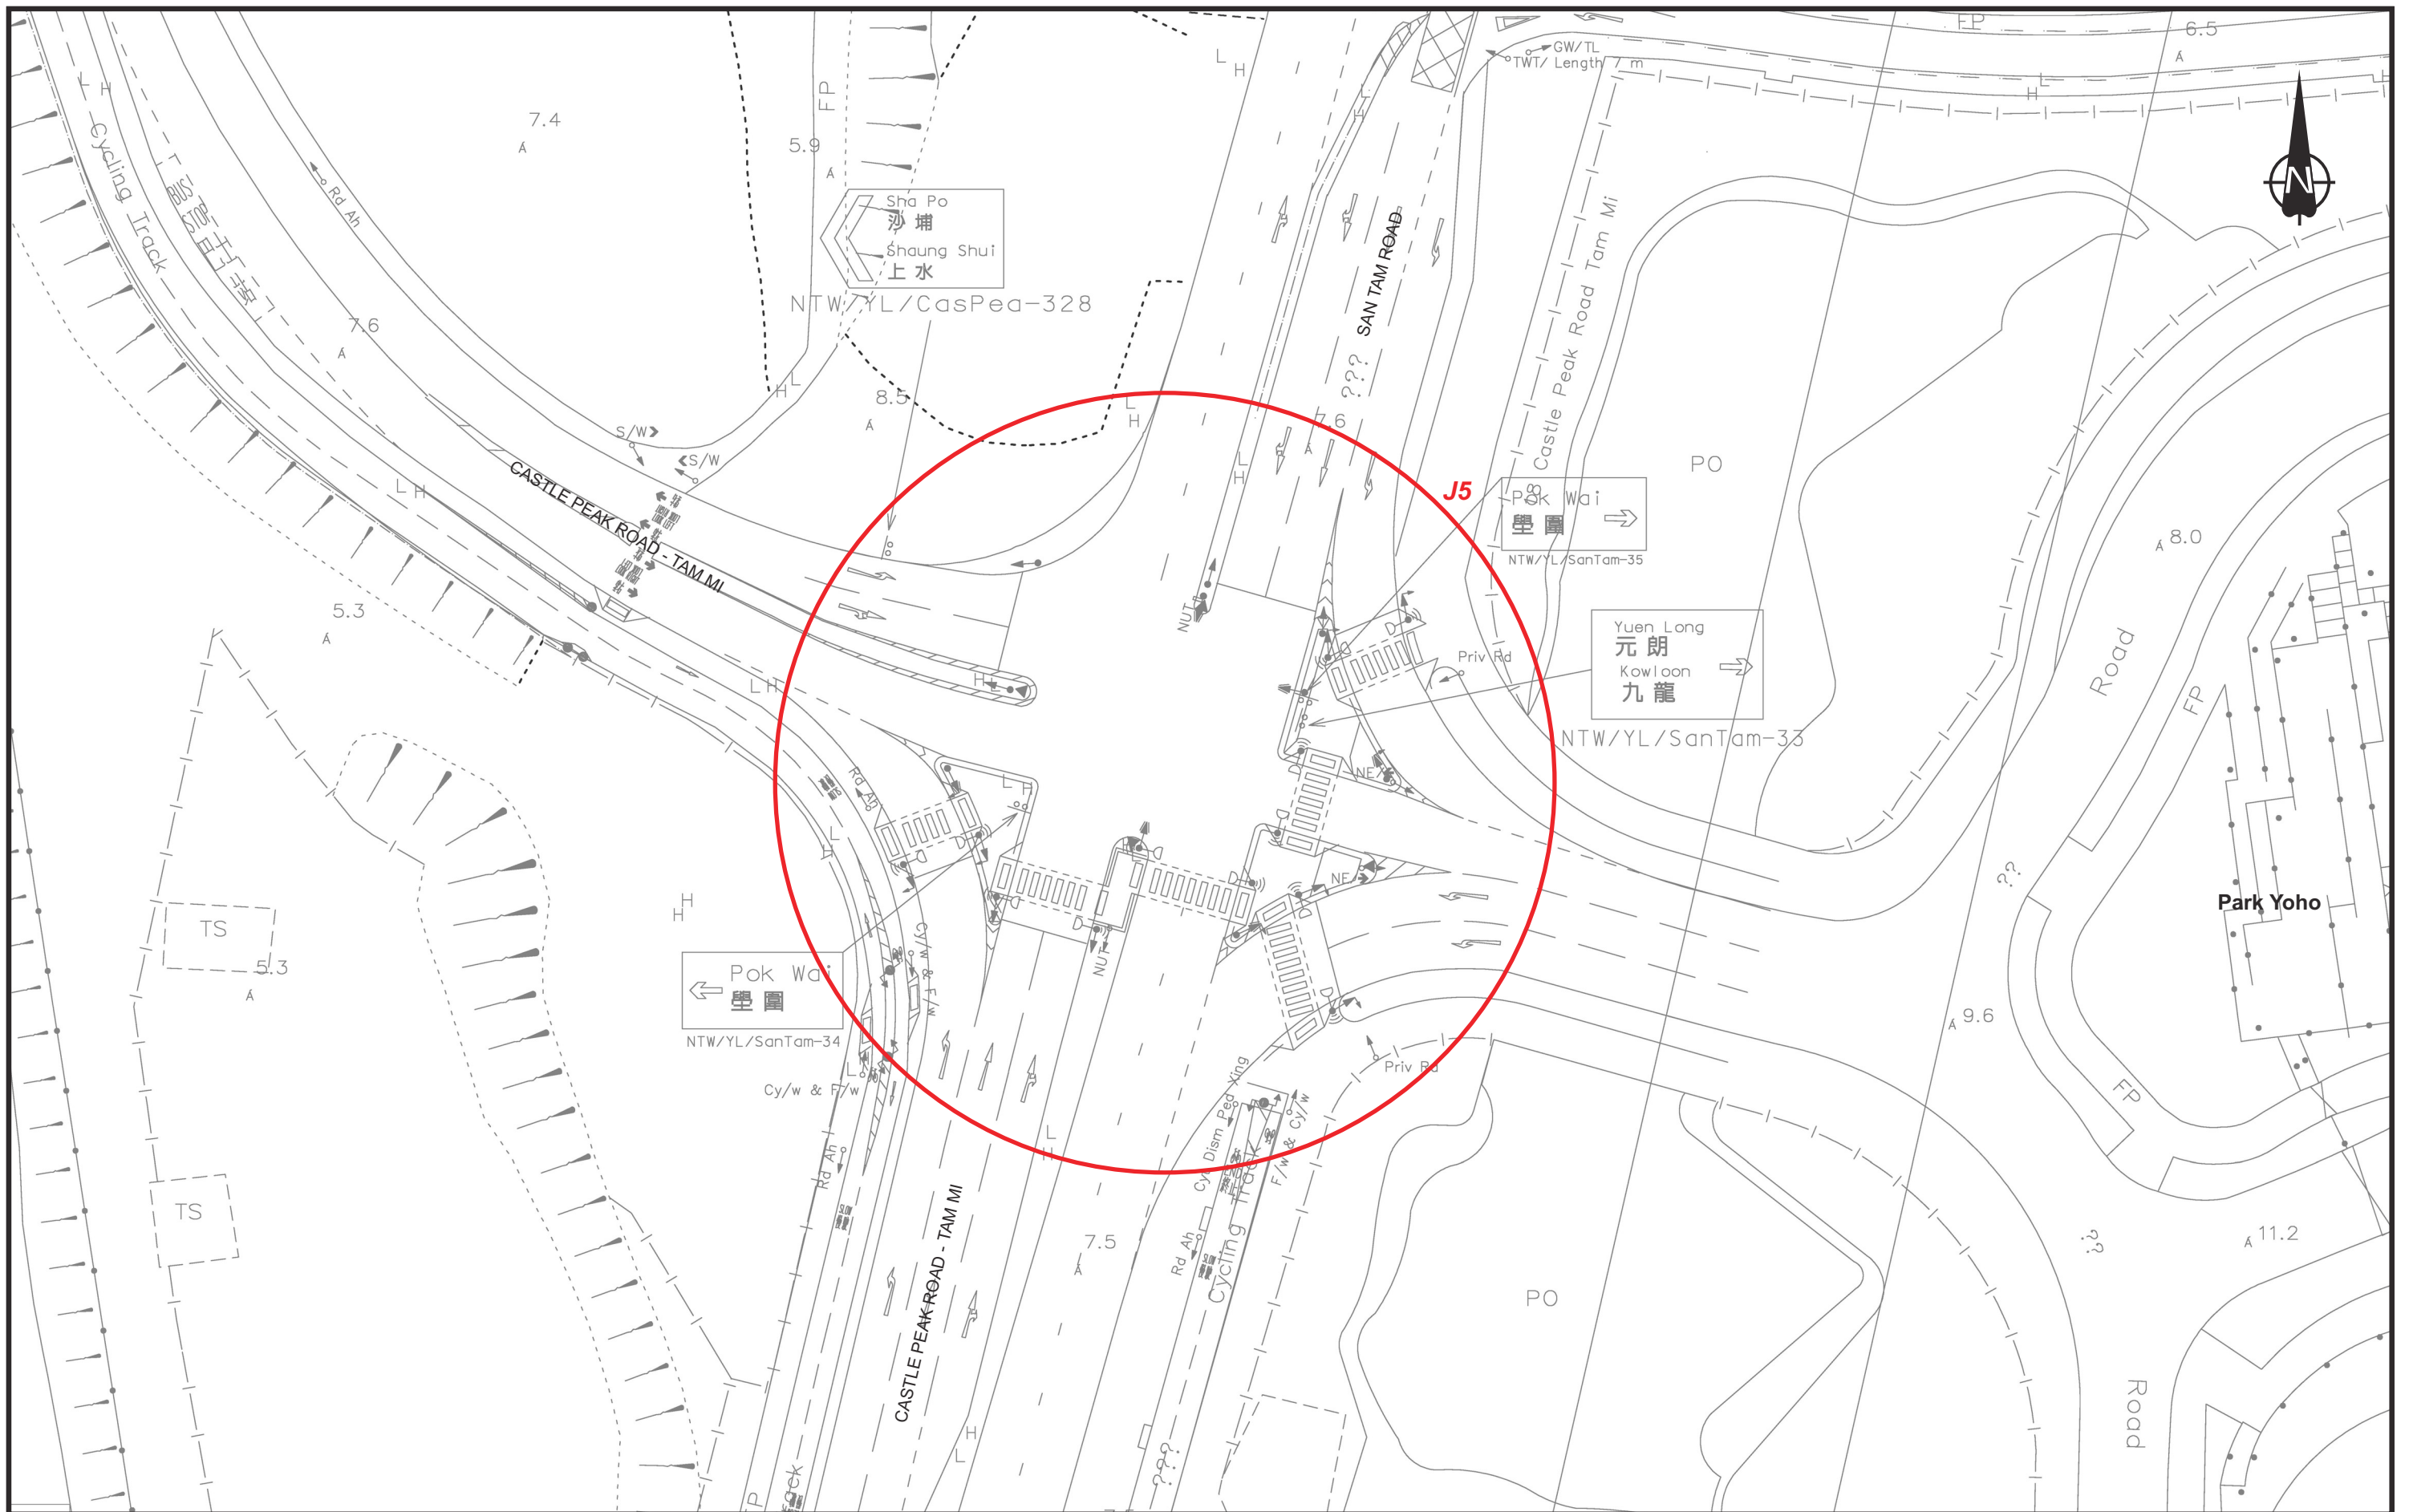 FP
6.5
GW/TL
TWT/ Length 7 m
L
H
L
H
L
H
L
H
H
Cycling Track
7.4
FP
5.9
BUS
STOP
Rd Ah
N
Sha Po
沙埔
Shaung Shui
上水
NTW/YL/CasPea-328
SAN TAM ROAD
???
Castle Peak Road Tam Mi
7.6
8.5
L
H
L
H
7.6
S/W
S/W
L H
L
H
CASTLE PEAK ROAD - TAM MI
J5
PO
Pok Wai
壆圍
NTW/YL/SanTam-35
8.0
5.3
NUT
Yuen Long
元朗
Kowloon
九龍
NTW/YL/SanTam-33
Priv Rd
Road
FP
L H
H L
Rd Ah
L H
NE/
L
H
NE/
??
Park Yoho
TS
5.3
H
H
Cy/w & F/w
NUT
Pok Wai
壆圍
NTW/YL/SanTam-34
9.6
L
Cy/w & F/w
Priv Rd
FP
Cyc Dism Ped Xing
F/w & Cy/w
L
H
Rd Ah
TS
CASTLE PEAK ROAD - TAM MI
7.5
Rd Ah
Cycling Track
??
11.2
PO
Road
H
L
???
P